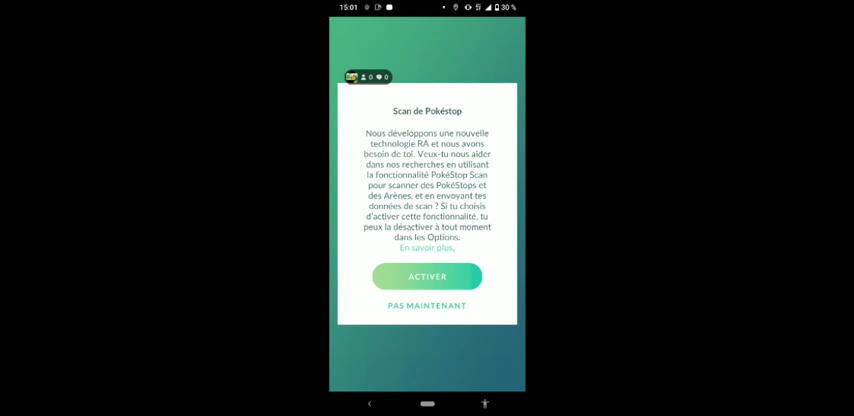 15:01
30 %
0 0
Scan de Pokéstop
Nous développons une nouvelle
technologie RA et nous avons
besoin de toi. Veux-tu nous aider
dans nos recherches en utilisant
la fonctionnalité PokéStop Scan
pour scanner des PokéStops et
des Arènes, et en envoyant tes
données de scan ? Si tu choisis
d'activer cette fonctionnalité, tu
peux la désactiver à tout moment
dans les Options.
En savoir plus.
ACTIVER
PAS MAINTENANT